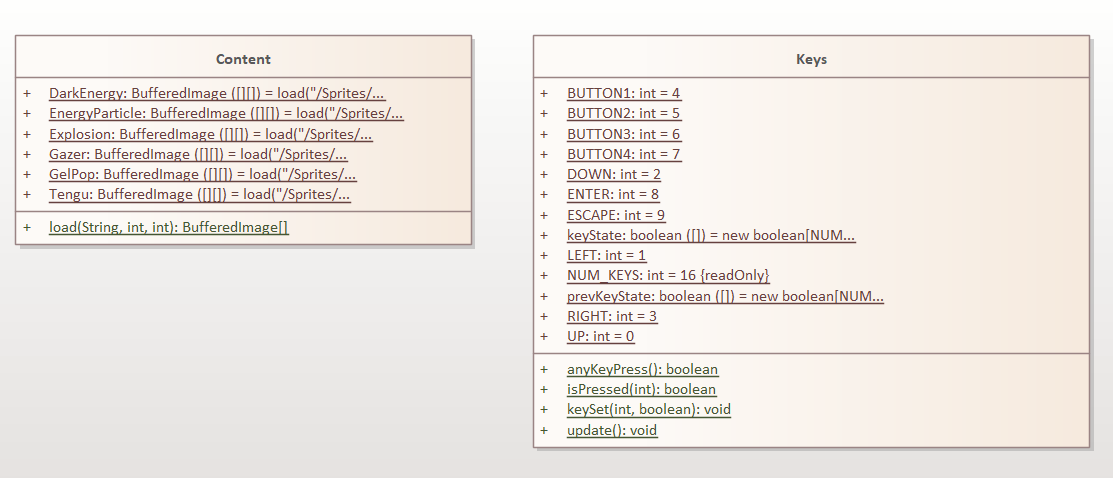 Content
+ DarkEnergy: BufferedImage ([][]) = load("/Sprites/...
+ EnergyParticle: BufferedImage ([][]) = load("/Sprites/...
+ Explosion: BufferedImage ([][]) = load("/Sprites/...
+ Gazer: BufferedImage ([][]) = load("/Sprites/...
+ GelPop: BufferedImage ([][]) = load("/Sprites/...
+ Tengu: BufferedImage ([][]) = load("/Sprites/...
+ load(String, int, int): BufferedImage[]
Keys
+ BUTTON1: int = 4
+ BUTTON2: int = 5
+ BUTTON3: int = 6
+ BUTTON4: int = 7
+ DOWN: int = 2
+ ENTER: int = 8
+ ESCAPE: int = 9
+ keyState: boolean ([]) = new boolean[NUM...
+ LEFT: int = 1
+ NUM_KEYS: int = 16 {readOnly}
+ prevKeyState: boolean ([]) = new boolean[NUM...
+ RIGHT: int = 3
+ UP: int = 0
+ anyKeyPress(): boolean
+ isPressed(int): boolean
+ keySet(int, boolean): void
+ update(): void